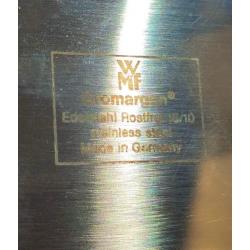 WMF
Cromargan®
Edelstahl Rostfrei 18/10
stainless steel
Made in Germany